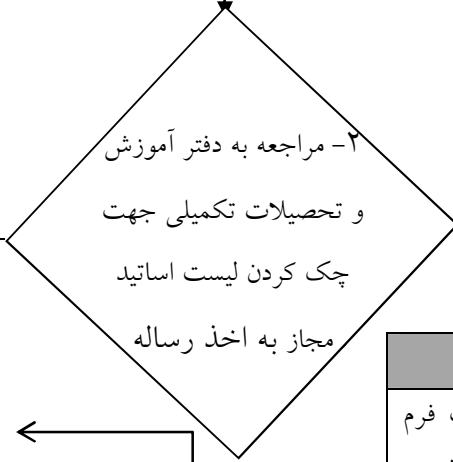 ۲- مراجعه به دفتر آموزش
و تحصیلات تکمیلی جهت
چک کردن لیست اساتید
مجاز به اخذ رساله
فرم